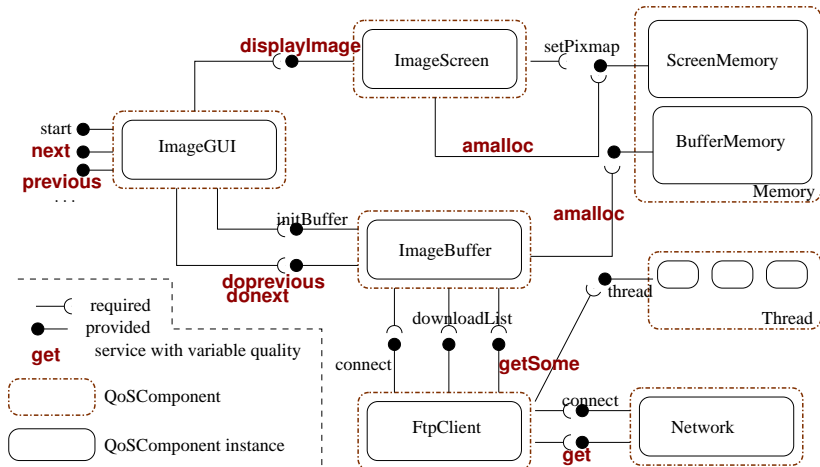 displayImage
ImageScreen
setPixmap
ScreenMemory
start
next
previous
. . .
ImageGUI
amalloc
BufferMemory
Memory
amalloc
initBuffer
ImageBuffer
doprevious
donext
thread
Thread
required
provided
get
service with variable quality
downloadList
connect
getSome
QoSComponent
QoSComponent instance
FtpClient
connect
get
Network